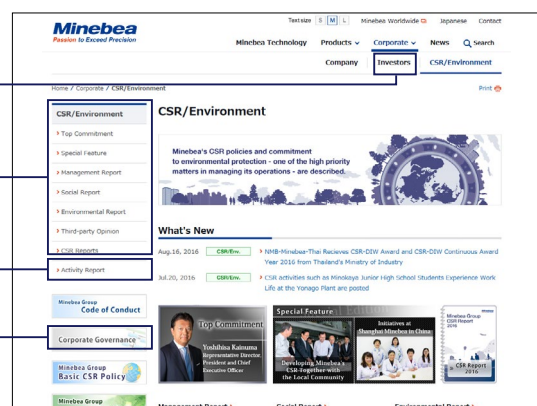 Text size S M L Minebea Worldwide Japanese Contact
Minebea
Passion to Exceed Precision
Minebea Technology Products Corporate News Search
Company Investors CSR/Environment
Home / Corporate / CSR/Environment Print
CSR/Environment
Top Commitment
Special Feature
Management Report
Social Report
Environmental Report
Third-party Opinion
CSR Reports
Activity Report
Minebea Group
Code of Conduct
Corporate Governance
Minebea Group
Basic CSR Policy
Minebea Group
CSR/Environment
Minebea's CSR policies and commitment
to environmental protection - one of the high priority
matters in managing its operations - are described.
What's New
Aug.16, 2016 CSR/Env. NMB-Minebea-Thai Recieves CSR-DIW Award and CSR-DIW Continuous Award
Year 2016 from Thailand's Minatry of Industry
Jul.20, 2016 CSR/Env. CSR activities such as Minokaya Junior High School Students Experience Work
Life at the Yonago Plant are posted
Top Commitment
Yoshihisa Kainuma
Representative Director,
President and Chief
Executive Officer
Special Feature
Developing Minebea's
CSR Together with
the Local Community
Initiatives at
Shanghai Minebea in China
Minebea Group
CSR Report
2016
CSR Report
2016
Management Report
Social Report
Environmental Report